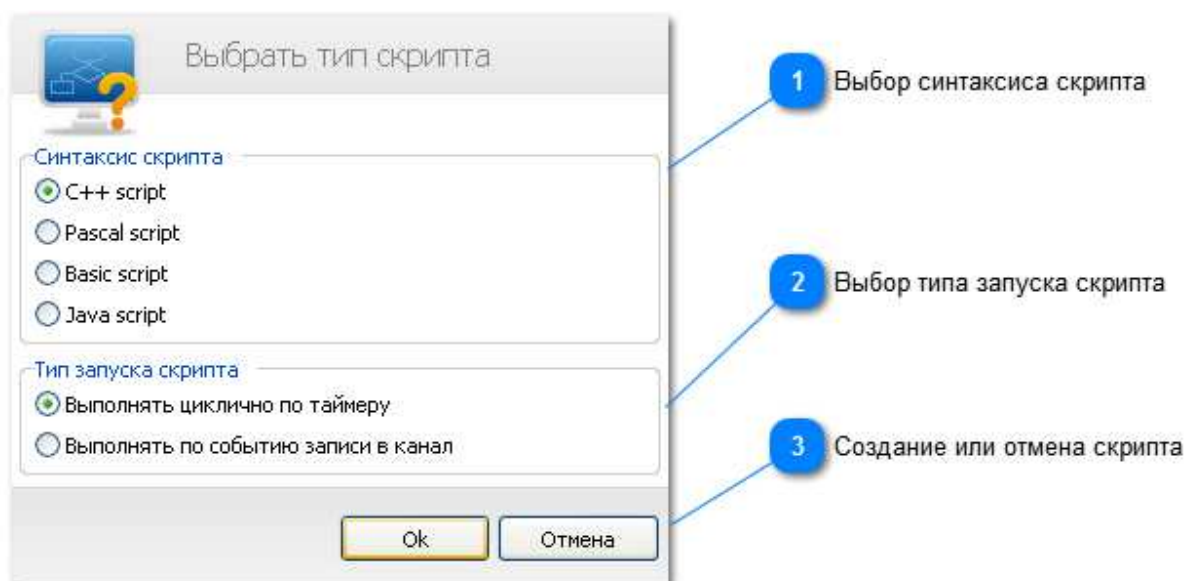 Выбрать тип скрипта
Синтаксис скрипта
C++ script
Pascal script
Basic script
Java script
Тип запуска скрипта
Выполнять циклично по таймеру
Выполнять по событию записи в канал
Ok Отмена
1 Выбор синтаксиса скрипта
2 Выбор типа запуска скрипта
3 Создание или отмена скрипта